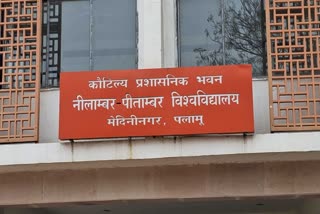 कौटिल्य प्रशासनिक भवन
नीलाम्बर-पीताम्बर विश्वविद्यालय
मेदिनीनगर, पलामू